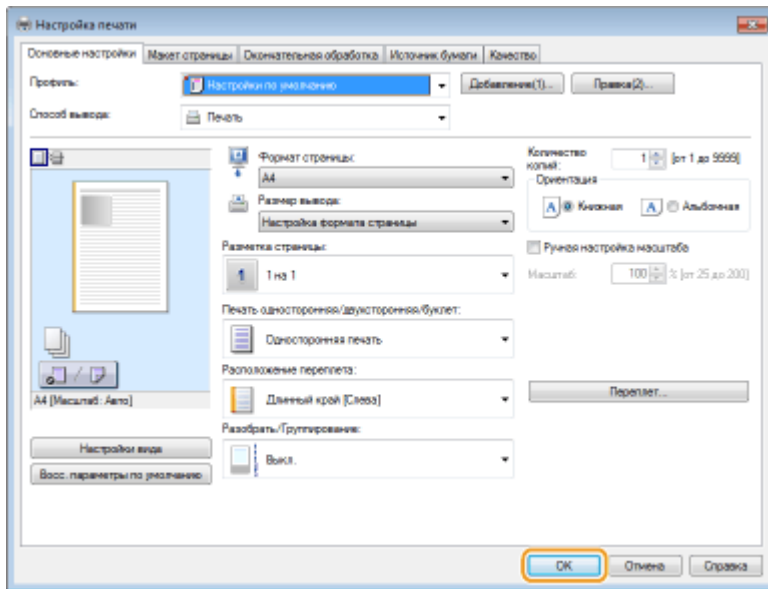 Настройка печати
Основные настройки Макет страницы Окончательная обработка Источник бумаги Качество
Профиль: Настройки по умолчанию Добавление(1)... Правка(2)...
Способ вывода: Печать
Формат страницы:
A4
Размер вывода:
Настройка формата страницы
Разметка страницы:
1 1 на 1
Печать односторонняя/двухсторонняя/буклет:
Односторонняя печать
Расположение переплета:
Длинный край [Слева]
Разобрать/Группирование:
Выкл.
Количество копий: 1 [от 1 до 9999]
Ориентация
A Книжная A Альбомная
Ручная настройка масштаба
Масштаб: 100 % [от 25 до 200]
Переплет...
A4 [Масштаб: Авто]
Настройки вида
Восс. параметры по умолчанию
OK Отмена Справка